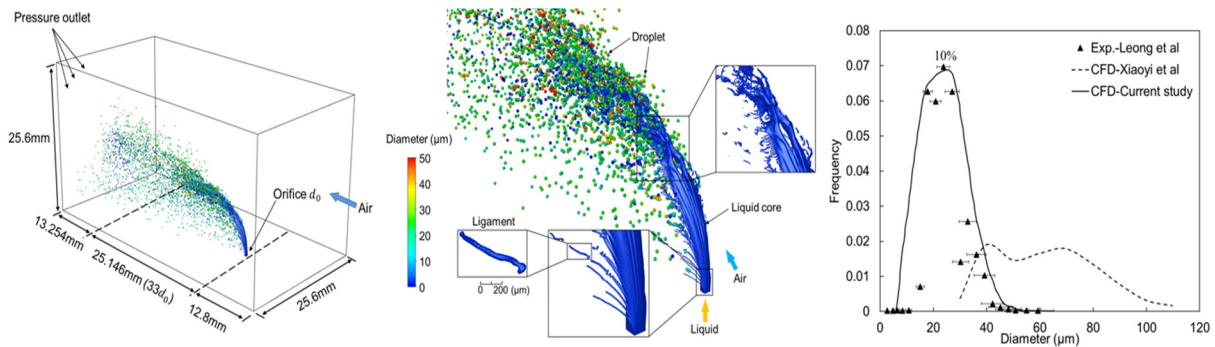 Pressure outlet
25.6mm
Orifice d₀
Air
13.254mm
25.146mm (33d₀)
12.8mm
25.6mm
Droplet
Diameter (μm)
50
40
30
20
10
0
Liquid core
Ligament
0 200 (μm)
Air
Liquid
0.08
0.07
0.06
0.05
0.04
0.03
0.02
0.01
0
Frequency
10%
Exp.-Leong et al
CFD-Xiaoyi et al
CFD-Current study
0 20 40 60 80 100 120
Diameter (μm)